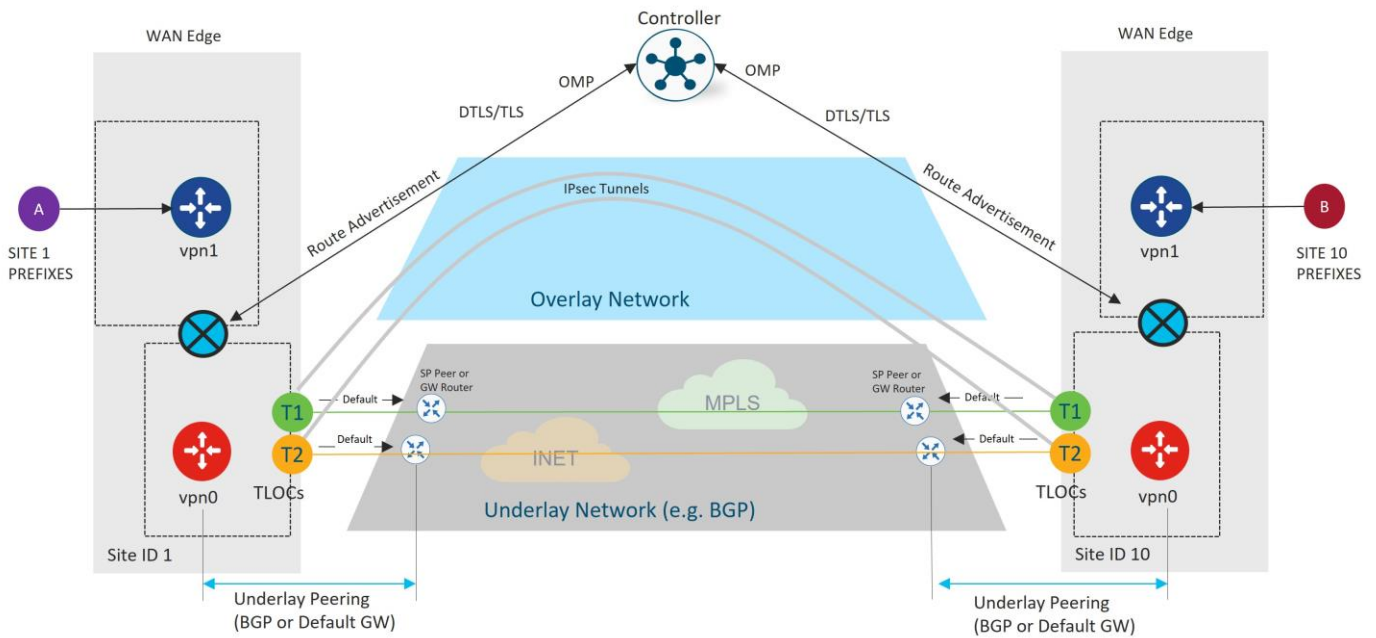 Controller
WAN Edge
WAN Edge
OMP
OMP
DTLS/TLS
DTLS/TLS
Route Advertisement
Route Advertisement
IPsec Tunnels
A
B
SITE 1
PREFIXES
SITE 10
PREFIXES
vpn1
vpn1
Overlay Network
SP Peer or
GW Router
SP Peer or
GW Router
T1
Default
MPLS
Default
T1
T2
Default
INET
Default
T2
TLOCs
TLOCs
vpn0
vpn0
Underlay Network (e.g. BGP)
Site ID 1
Site ID 10
Underlay Peering
(BGP or Default GW)
Underlay Peering
(BGP or Default GW)